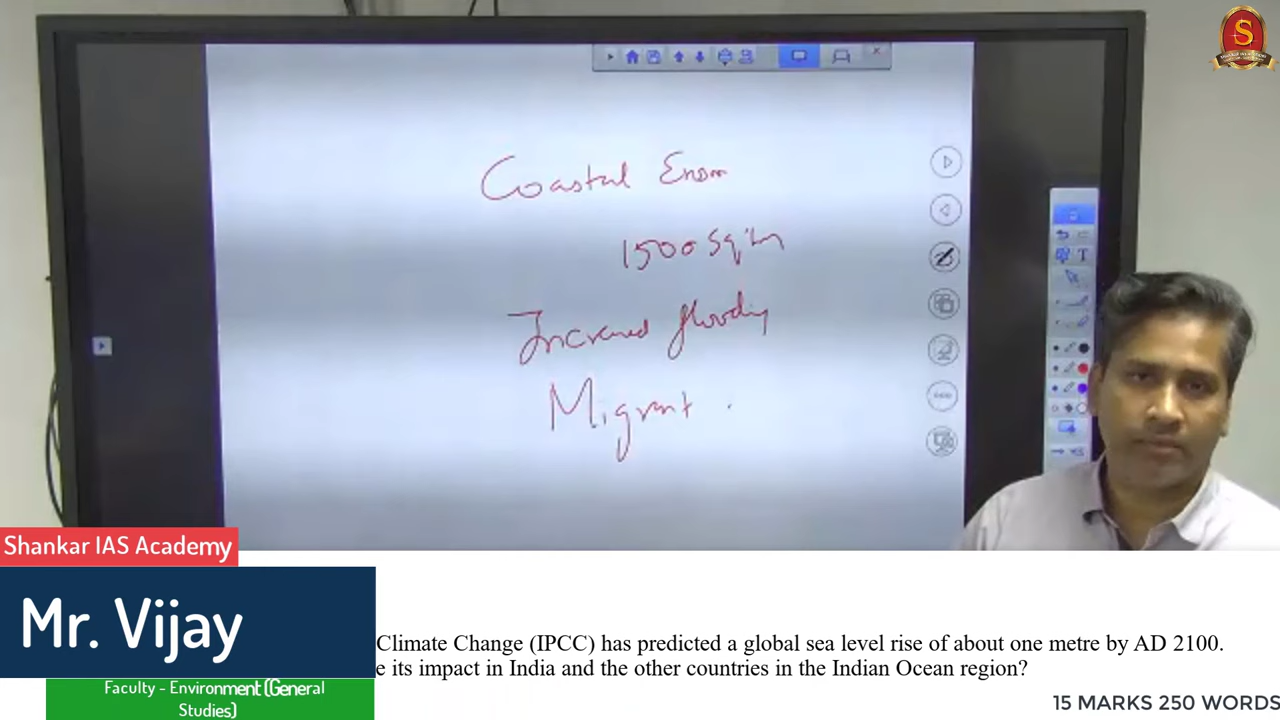 Coastal Erosn
1500 Sq.km
Increased flooding
Migrant .
Shankar IAS Academy
Mr. Vijay
Faculty - Environment (General
Studies)
Climate Change (IPCC) has predicted a global sea level rise of about one metre by AD 2100.
e its impact in India and the other countries in the Indian Ocean region?
15 MARKS 250 WORDS
S